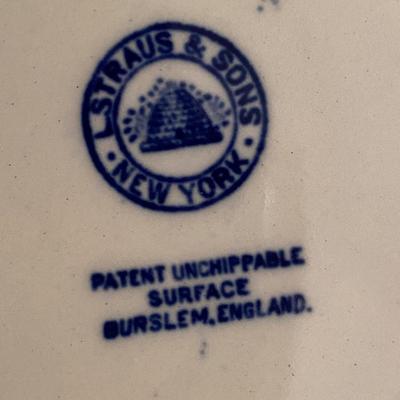 L. STRAUS & SONS
• NEW YORK •
PATENT UNCHIPPABLE
SURFACE
BURSLEM, ENGLAND.